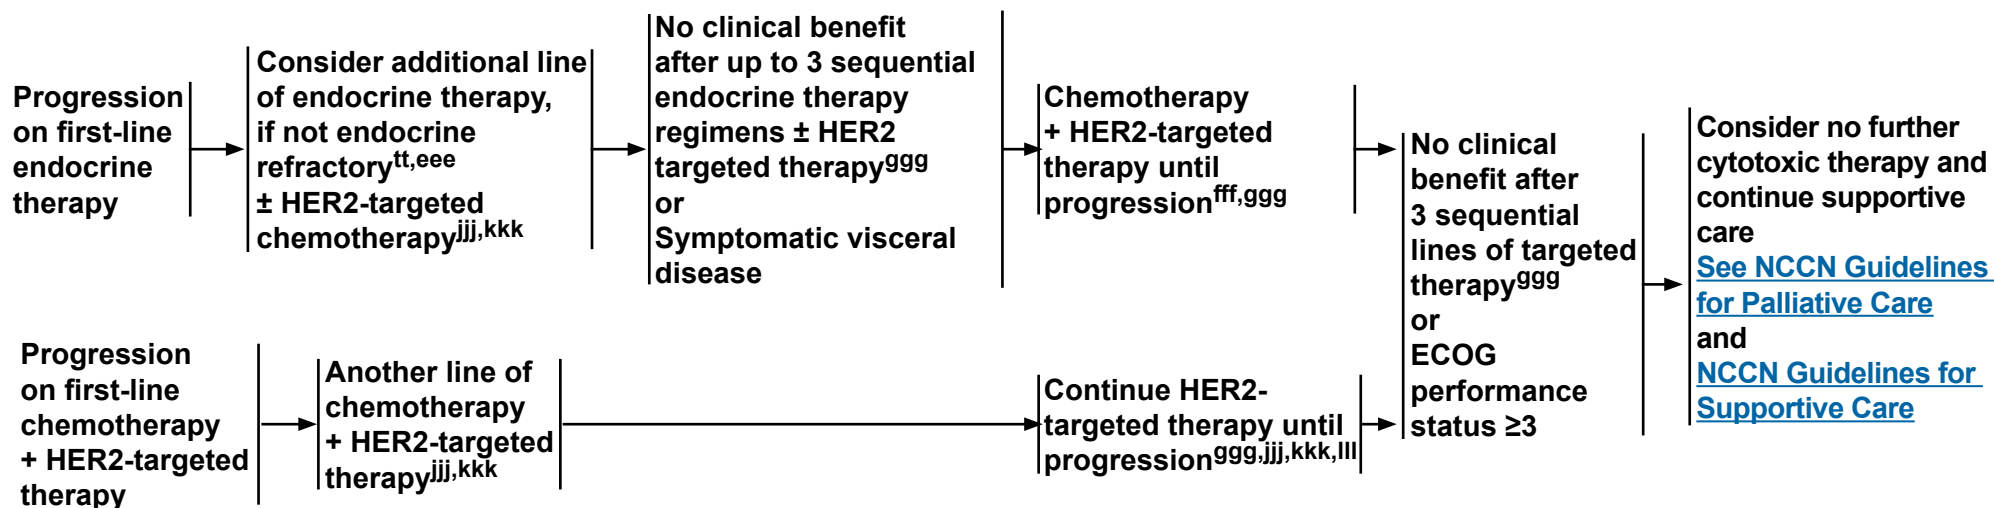 Progression
on first-line
endocrine
therapy
Consider additional line
of endocrine therapy,
if not endocrine
refractorytt,eee
± HER2-targeted
chemotherapyjjj,kkk
No clinical benefit
after up to 3 sequential
endocrine therapy
regimens ± HER2
targeted therapyggg
or
Symptomatic visceral
disease
Chemotherapy
+ HER2-targeted
therapy until
progressionfff,ggg
Progression
on first-line
chemotherapy
+ HER2-targeted
therapy
Another line of
chemotherapy
+ HER2-targeted
therapyjjj,kkk
Continue HER2-
targeted therapy until
progressionggg,jjj,kkk,lll
No clinical
benefit after
3 sequential
lines of targeted
therapyggg
or
ECOG
performance
status ≥3
Consider no further
cytotoxic therapy and
continue supportive
care
See NCCN Guidelines
for Palliative Care
and
NCCN Guidelines for
Supportive Care